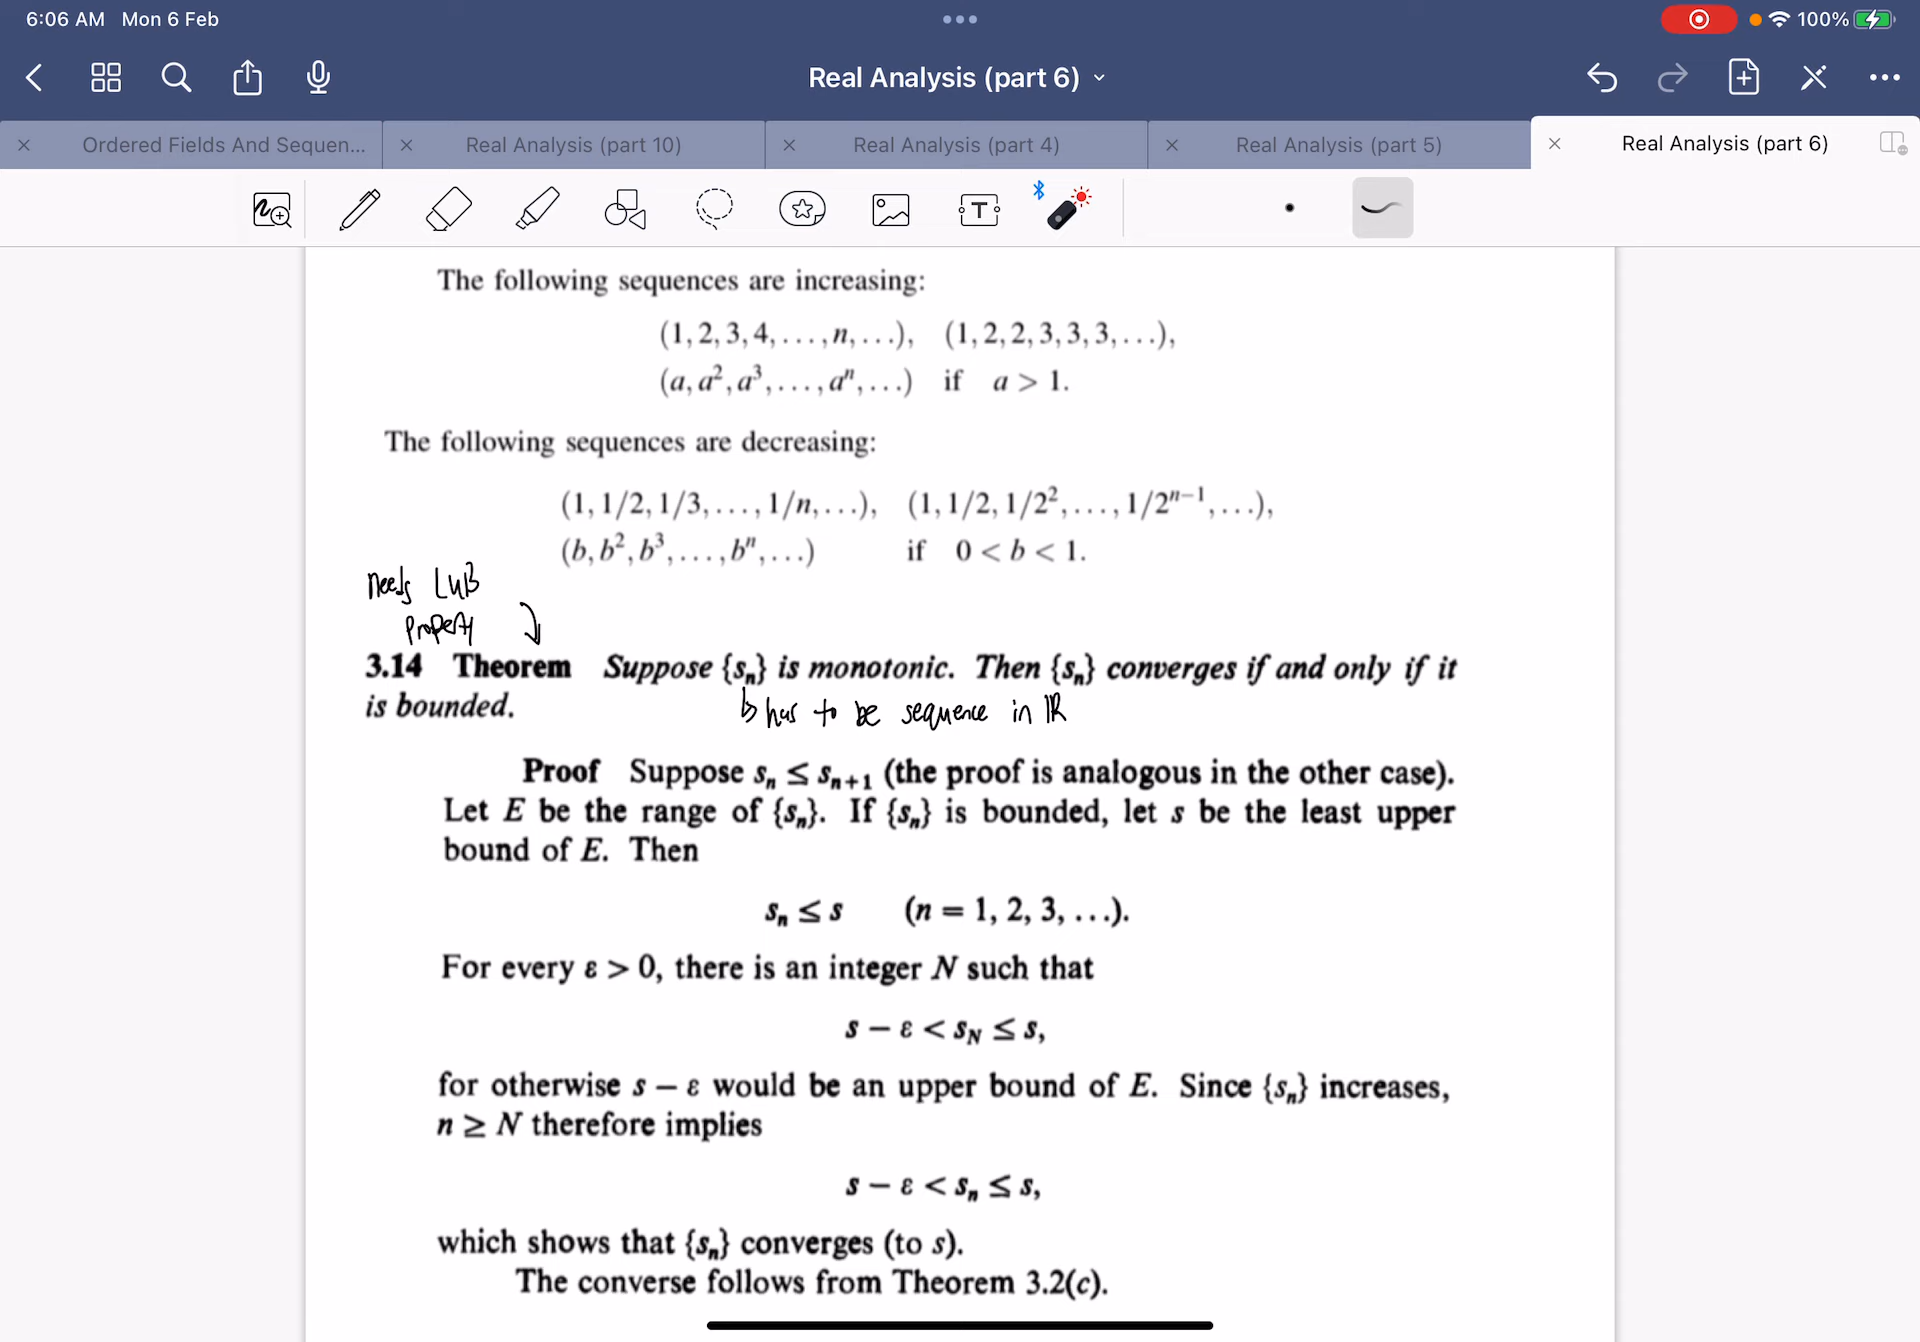 6:06 AM Mon 6 Feb
100%
Real Analysis (part 6)
Ordered Fields And Sequen...
Real Analysis (part 10)
Real Analysis (part 4)
Real Analysis (part 5)
Real Analysis (part 6)
The following sequences are increasing:
(1, 2, 3, 4, . . . , n, . . .), (1, 2, 2, 3, 3, 3, . . .),
(a, a², a³, . . . , aⁿ, . . .) if a > 1.
The following sequences are decreasing:
(1, 1/2, 1/3, . . . , 1/n, . . .), (1, 1/2, 1/2², . . . , 1/2ⁿ⁻¹, . . .),
(b, b², b³, . . . , bⁿ, . . .) if 0 < b < 1.
needs LUB
property
3.14 Theorem Suppose {sₙ} is monotonic. Then {sₙ} converges if and only if it
is bounded.
↳ has to be sequence in ℝ
Proof Suppose sₙ ≤ sₙ₊₁ (the proof is analogous in the other case).
Let E be the range of {sₙ}. If {sₙ} is bounded, let s be the least upper
bound of E. Then
sₙ ≤ s (n = 1, 2, 3, . . .).
For every ε > 0, there is an integer N such that
s − ε < s_N ≤ s,
for otherwise s − ε would be an upper bound of E. Since {sₙ} increases,
n ≥ N therefore implies
s − ε < sₙ ≤ s,
which shows that {sₙ} converges (to s).
The converse follows from Theorem 3.2(c).